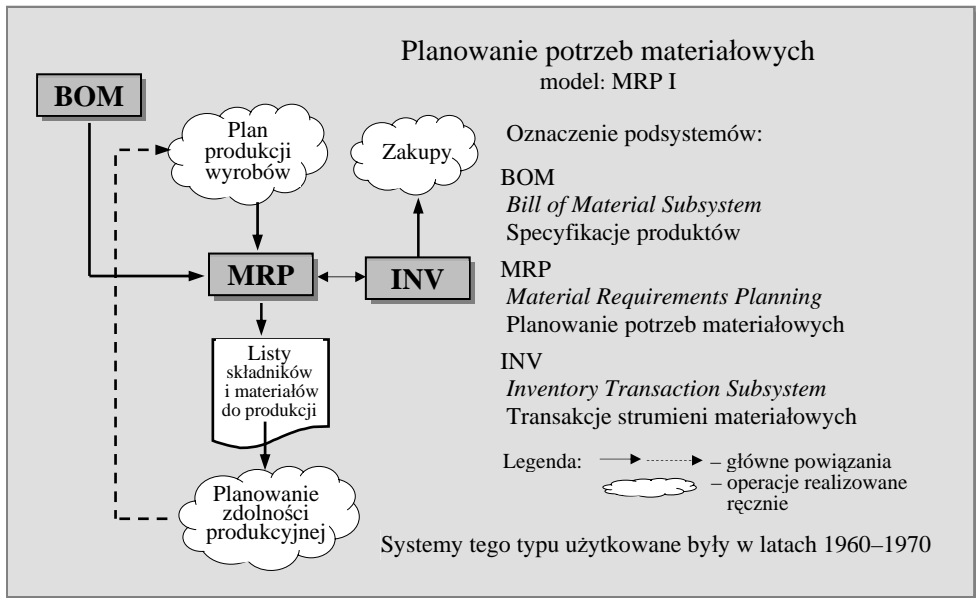 Planowanie potrzeb materiałowych
model: MRP I
BOM
Plan
produkcji
wyrobów
Zakupy
MRP
INV
Listy
składników
i materiałów
do produkcji
Planowanie
zdolności
produkcyjnej
Oznaczenie podsystemów:
BOM
Bill of Material Subsystem
Specyfikacje produktów
MRP
Material Requirements Planning
Planowanie potrzeb materiałowych
INV
Inventory Transaction Subsystem
Transakcje strumieni materiałowych
Legenda:
– główne powiązania
– operacje realizowane
ręcznie
Systemy tego typu użytkowane były w latach 1960–1970